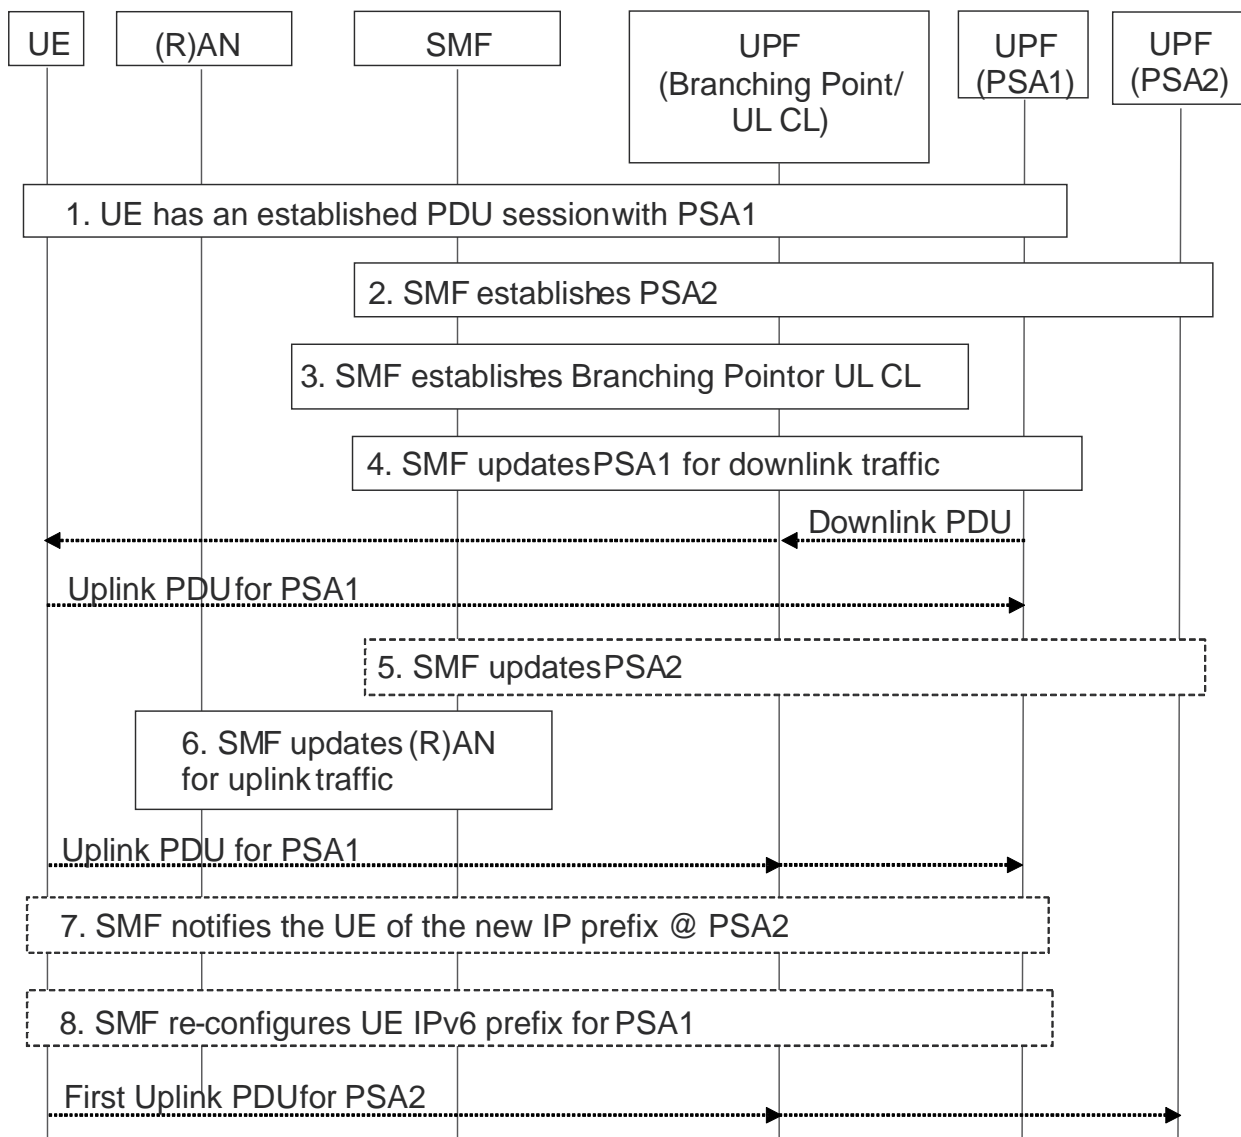 UE
(R)AN
SMF
UPF
(Branching Point/
UL CL)
UPF
(PSA1)
UPF
(PSA2)
1. UE has an established PDU session with PSA1
2. SMF establishes PSA2
3. SMF establishes Branching Point or UL CL
4. SMF updates PSA1 for downlink traffic
Downlink PDU
Uplink PDU for PSA1
5. SMF updates PSA2
6. SMF updates (R)AN
for uplink traffic
Uplink PDU for PSA1
7. SMF notifies the UE of the new IP prefix @ PSA2
8. SMF re-configures UE IPv6 prefix for PSA1
First Uplink PDU for PSA2